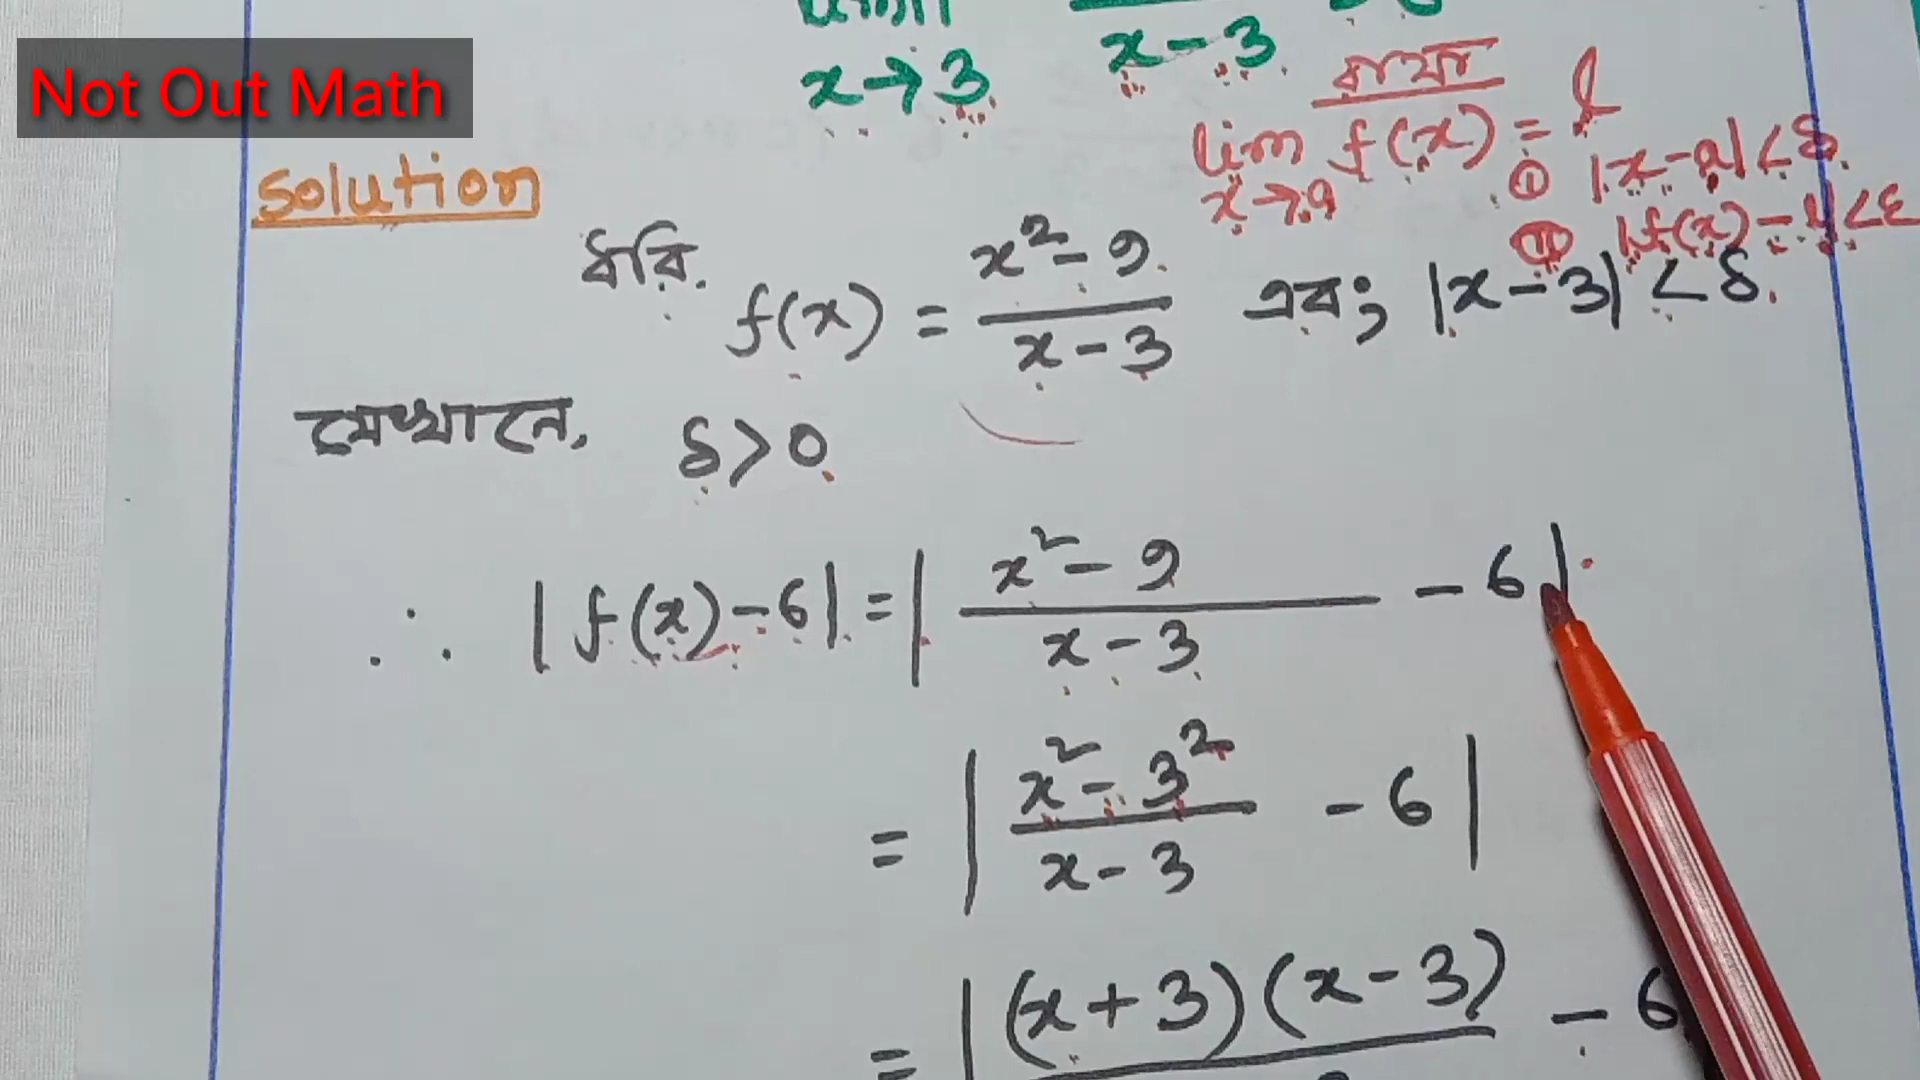 Not Out Math
x→3 x-3
ব্যাখ্যা
lim f(x) = l
x→a
① |x-a|<δ
② |f(x)-l|<ε
Solution
ধরি, f(x) = (x²-9)/(x-3) এবং |x-3| < δ
যেখানে, δ>0
∴ |f(x)-6| = |(x²-9)/(x-3) - 6|
= |(x²-3²)/(x-3) - 6|
= |(x+3)(x-3) - 6